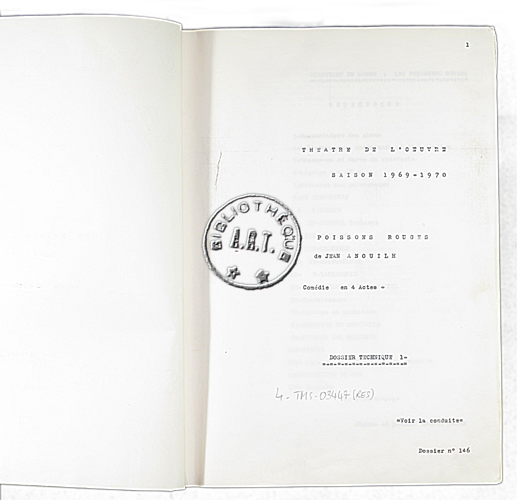 1
THEATRE DE L'OEUVRE
SAISON 1969-1970
BIBLIOTHÈQUE
A.R.T.
POISSONS ROUGES
de JEAN ANOUILH
Comédie en 4 Actes -
DOSSIER TECHNIQUE 1-
4-TMS-03447 (RES)
=Voir la conduite=
Dossier n° 146